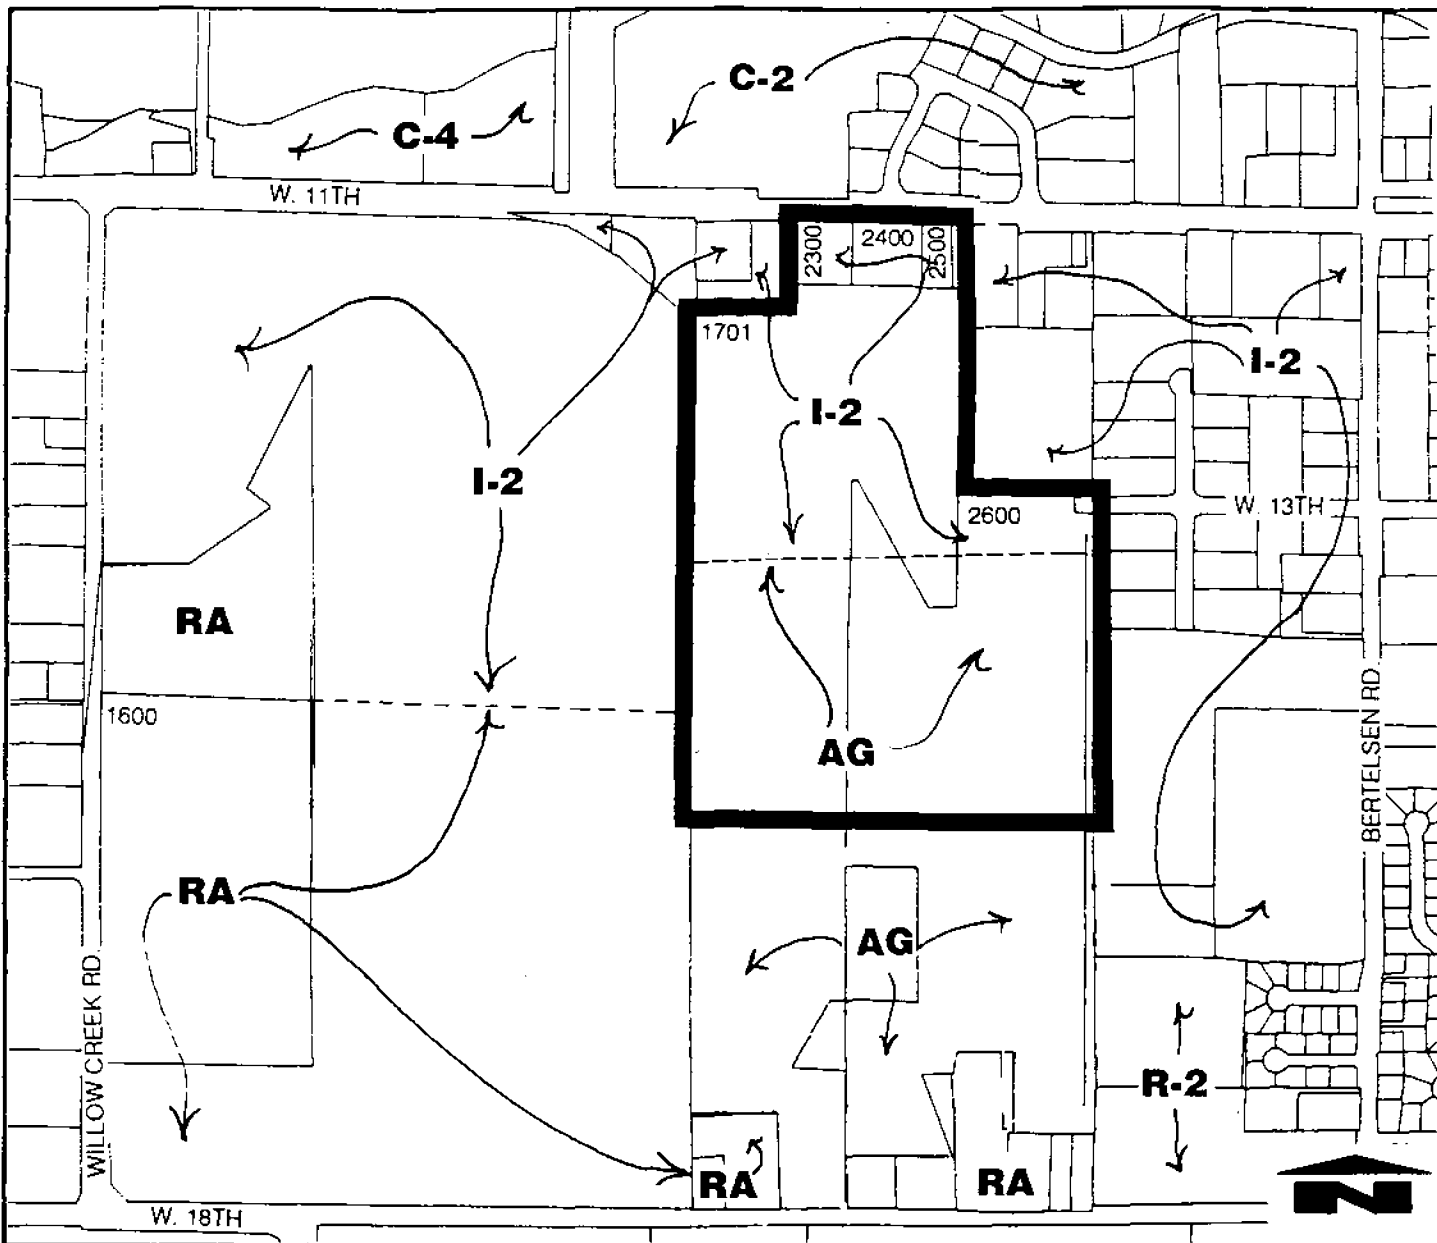 C-2
C-4
W. 11TH
2300
2400
2500
1701
I-2
I-2
I-2
2600
W. 13TH
RA
1600
AG
BERTELSEN RD.
RA
AG
WILLOW CREEK RD.
R-2
RA
RA
N
W. 18TH